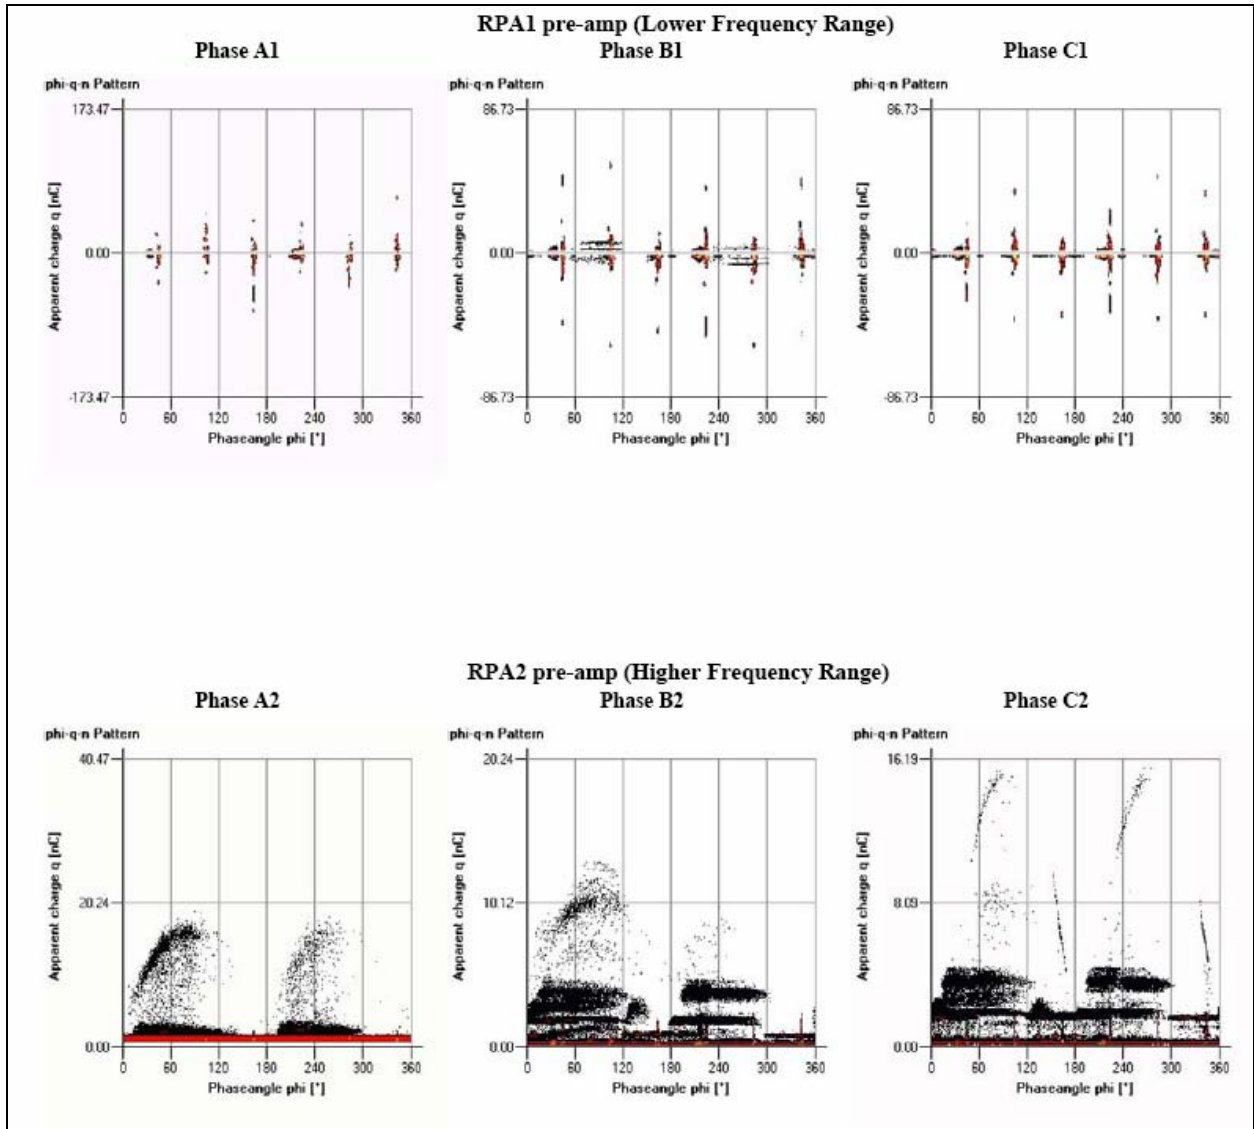 RPA1 pre-amp (Lower Frequency Range)
Phase A1 Phase B1 Phase C1
phi-q-n Pattern phi-q-n Pattern phi-q-n Pattern
173.47 86.73 86.73
Apparent charge q [nC] Apparent charge q [nC] Apparent charge q [nC]
0.00 0.00 0.00
-173.47 -86.73 -86.73
0 60 120 180 240 300 360 0 60 120 180 240 300 360 0 60 120 180 240 300 360
Phaseangle phi [°] Phaseangle phi [°] Phaseangle phi [°]
RPA2 pre-amp (Higher Frequency Range)
Phase A2 Phase B2 Phase C2
phi-q-n Pattern phi-q-n Pattern phi-q-n Pattern
40.47 20.24 16.19
Apparent charge q [nC] Apparent charge q [nC] Apparent charge q [nC]
20.24 10.12 8.09
0.00 0.00 0.00
0 60 120 180 240 300 360 0 60 120 180 240 300 360 0 60 120 180 240 300 360
Phaseangle phi [°] Phaseangle phi [°] Phaseangle phi [°]